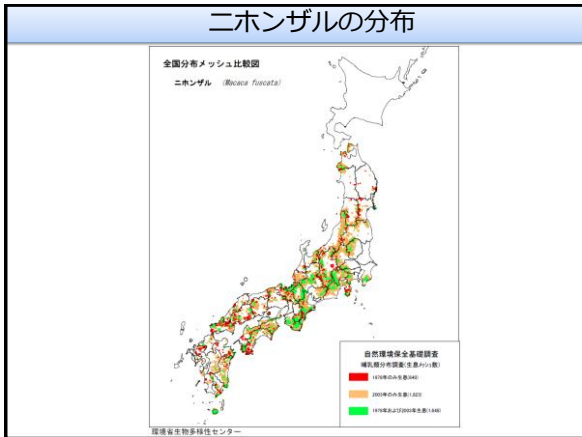 ニホンザルの分布
全国分布メッシュ比較図
ニホンザル (Macaca fuscata)
自然環境保全基礎調査
哺乳類分布調査(生息メッシュ数)
1978年のみ生息
2003年のみ生息
1978年および2003年生息
環境省生物多様性センター